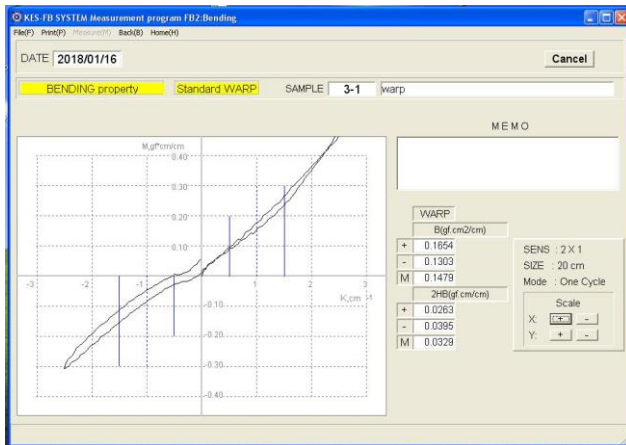 KES-FB SYSTEM Measurement program FB2:Bending
File(F) Print(P) Measure(M) Back(B) Home(H)
DATE 2018/01/16 Cancel
BENDING property Standard WARP SAMPLE 3-1 warp
M E M O
M,gf*cm/cm
0.40
0.30
0.20
0.10
-3 -2 -1 1 2 3
K,cm^-1
-0.10
-0.20
-0.30
-0.40
WARP
B(gf.cm2/cm)
+ 0.1654
- 0.1303
M 0.1479
2HB(gf.cm/cm)
+ 0.0263
- 0.0395
M 0.0329
SENS : 2 X 1
SIZE : 20 cm
Mode : One Cycle
Scale
X: + -
Y: + -